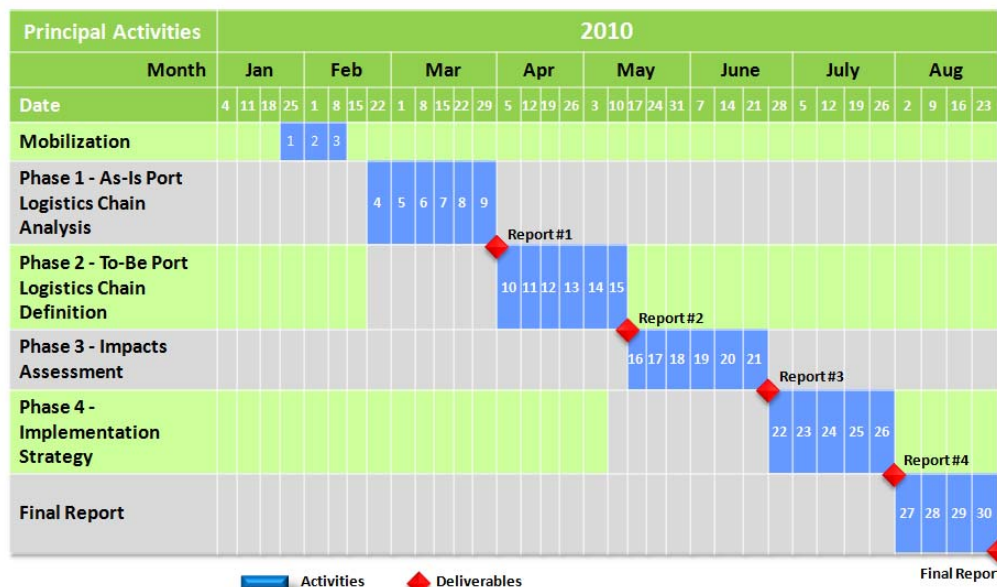 Principal Activities 2010
Month Jan Feb Mar Apr May June July Aug
Date 4 11 18 25 1 8 15 22 1 8 15 22 29 5 12 19 26 3 10 17 24 31 7 14 21 28 5 12 19 26 2 9 16 23
Mobilization 1 2 3
Phase 1 - As-Is Port
Logistics Chain 4 5 6 7 8 9
Analysis
Report #1
Phase 2 - To-Be Port
Logistics Chain 10 11 12 13 14 15
Definition
Report #2
Phase 3 - Impacts
Assessment 16 17 18 19 20 21
Report #3
Phase 4 -
Implementation 22 23 24 25 26
Strategy
Report #4
Final Report 27 28 29 30
Final Repor
Activities Deliverables